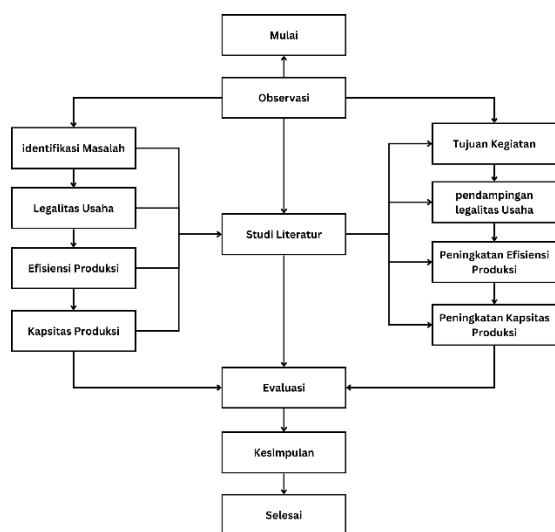 Mulai
Observasi
identifikasi Masalah
Legalitas Usaha
Efisiensi Produksi
Kapsitas Produksi
Studi Literatur
Tujuan Kegiatan
pendampingan
legalitas Usaha
Peningkatan Efisiensi
Produksi
Peningkatan Kapsitas
Produksi
Evaluasi
Kesimpulan
Selesai